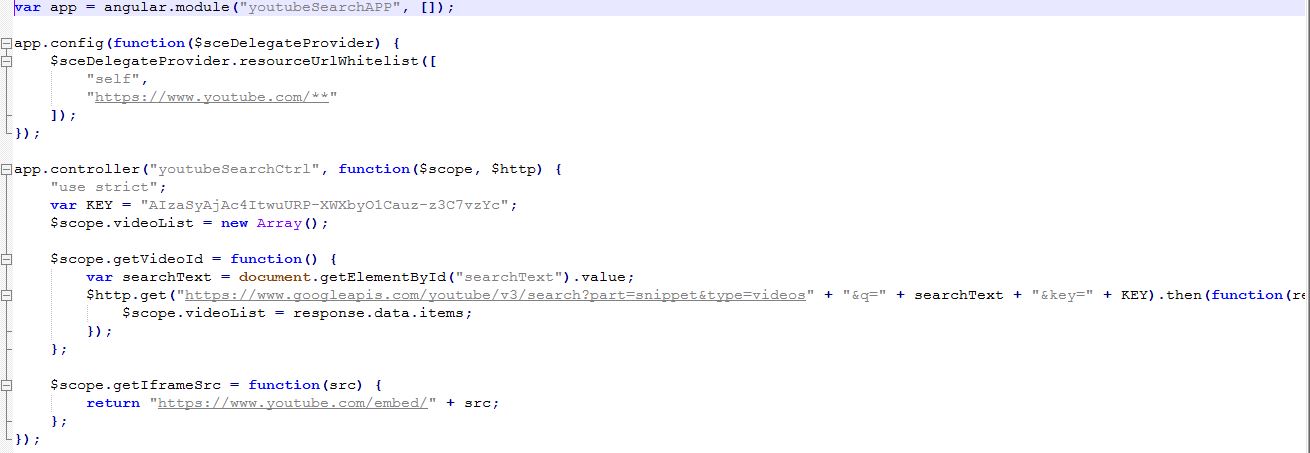 var app = angular.module("youtubeSearchAPP", []);
app.config(function($sceDelegateProvider) {
$sceDelegateProvider.resourceUrlWhitelist([
"self",
"https://www.youtube.com/**"
]);
});
app.controller("youtubeSearchCtrl", function($scope, $http) {
"use strict";
var KEY = "AIzaSyAjAc4ItwuURP-XWXbyO1Cauz-z3C7vzYc";
$scope.videoList = new Array();
$scope.getVideoId = function() {
var searchText = document.getElementById("searchText").value;
$http.get("https://www.googleapis.com/youtube/v3/search?part=snippet&type=videos" + "&q=" + searchText + "&key=" + KEY).then(function(re
$scope.videoList = response.data.items;
});
};
$scope.getIframeSrc = function(src) {
return "https://www.youtube.com/embed/" + src;
};
});